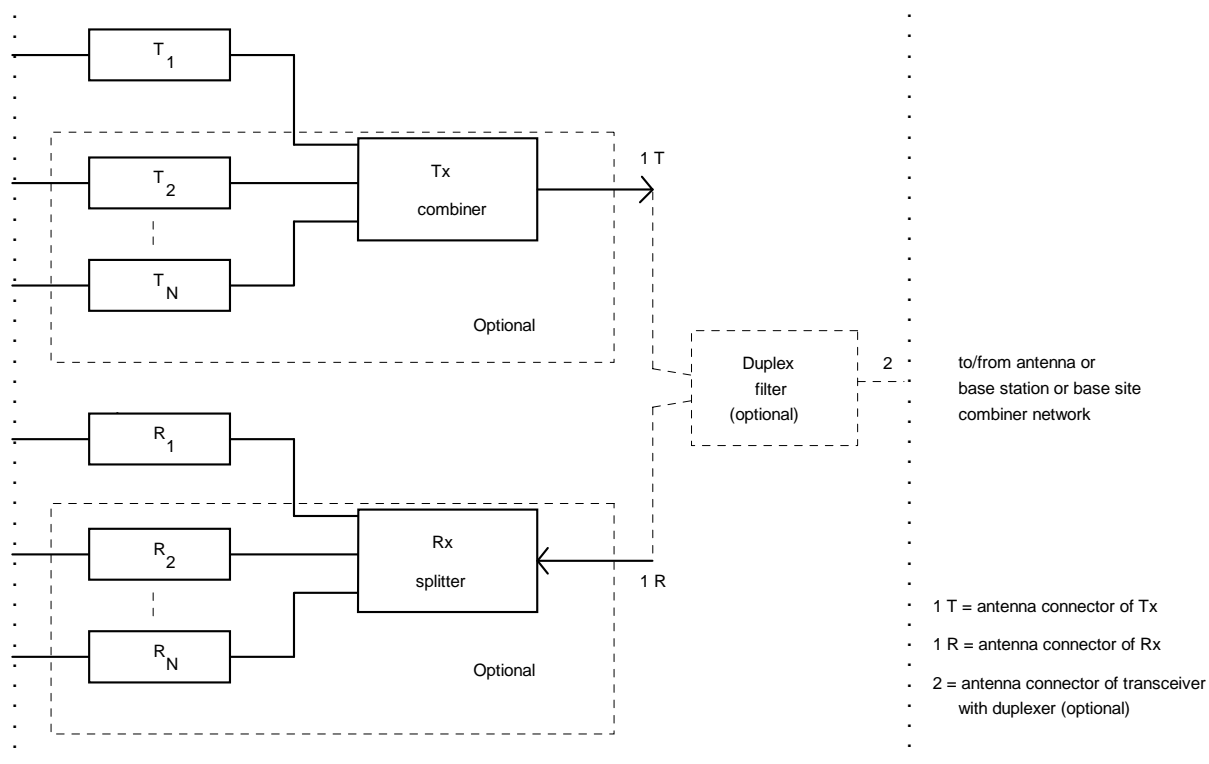 T
1
T
2
T
N
Tx
combiner
1 T
Optional
Duplex
filter
(optional)
2
to/from antenna or
base station or base site
combiner network
R
1
R
2
R
N
Rx
splitter
1 R
Optional
1 T = antenna connector of Tx
1 R = antenna connector of Rx
2 = antenna connector of transceiver
with duplexer (optional)